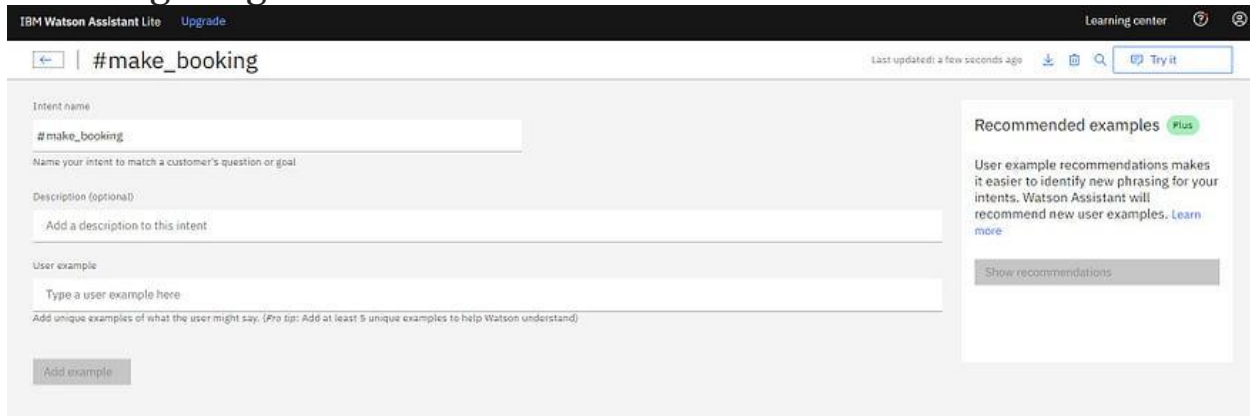 IBM Watson Assistant Lite Upgrade Learning center
#make_booking Last updated: a few seconds ago Try it
Intent name
#make_booking
Name your intent to match a customer's question or goal
Description (optional)
Add a description to this intent
User example
Type a user example here
Add unique examples of what the user might say. (Pro tip: Add at least 5 unique examples to help Watson understand)
Add example
Recommended examples Plus
User example recommendations makes
it easier to identify new phrasing for your
intents. Watson Assistant will
recommend new user examples. Learn
more
Show recommendations